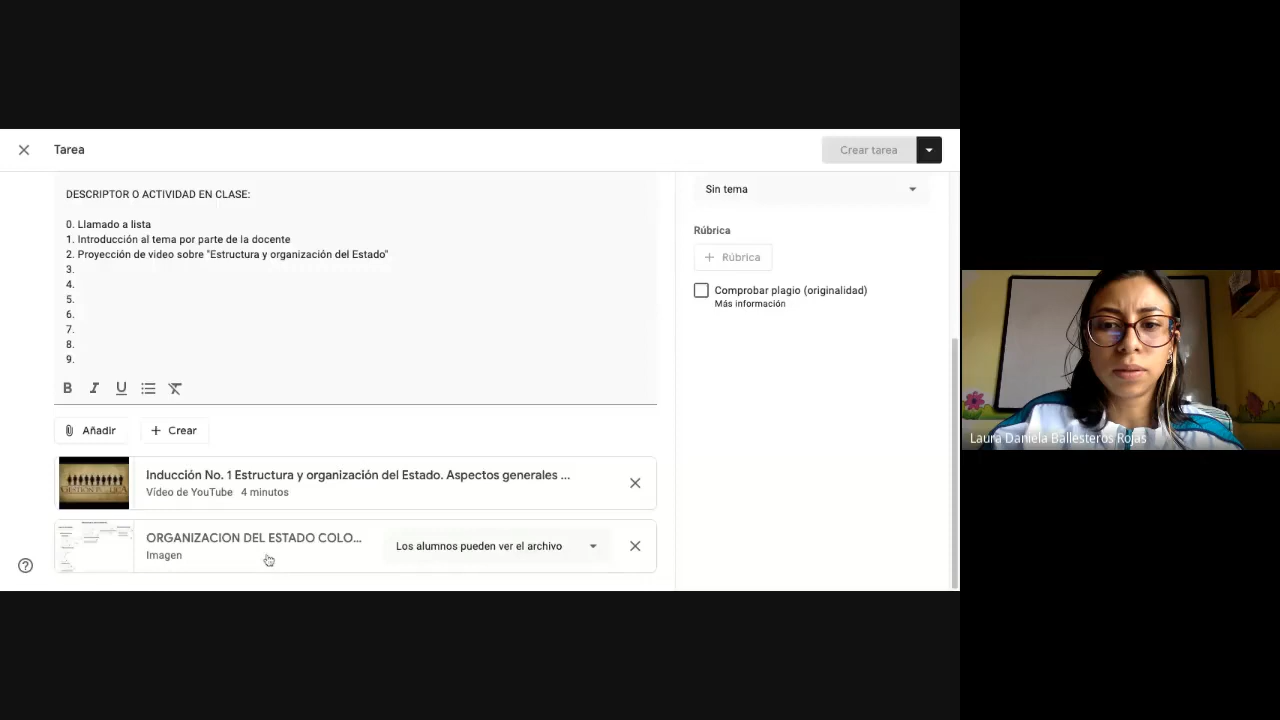 Tarea
Crear tarea
DESCRIPTOR O ACTIVIDAD EN CLASE:
0. Llamado a lista
1. Introducción al tema por parte de la docente
2. Proyección de video sobre "Estructura y organización del Estado"
3.
4.
5.
6.
7.
8.
9.
B I U
Añadir
Crear
Inducción No. 1 Estructura y organización del Estado. Aspectos generales ...
Vídeo de YouTube 4 minutos
ORGANIZACION DEL ESTADO COLO...
Imagen
Los alumnos pueden ver el archivo
Sin tema
Rúbrica
+ Rúbrica
Comprobar plagio (originalidad)
Más información
Laura Daniela Ballesteros Rojas